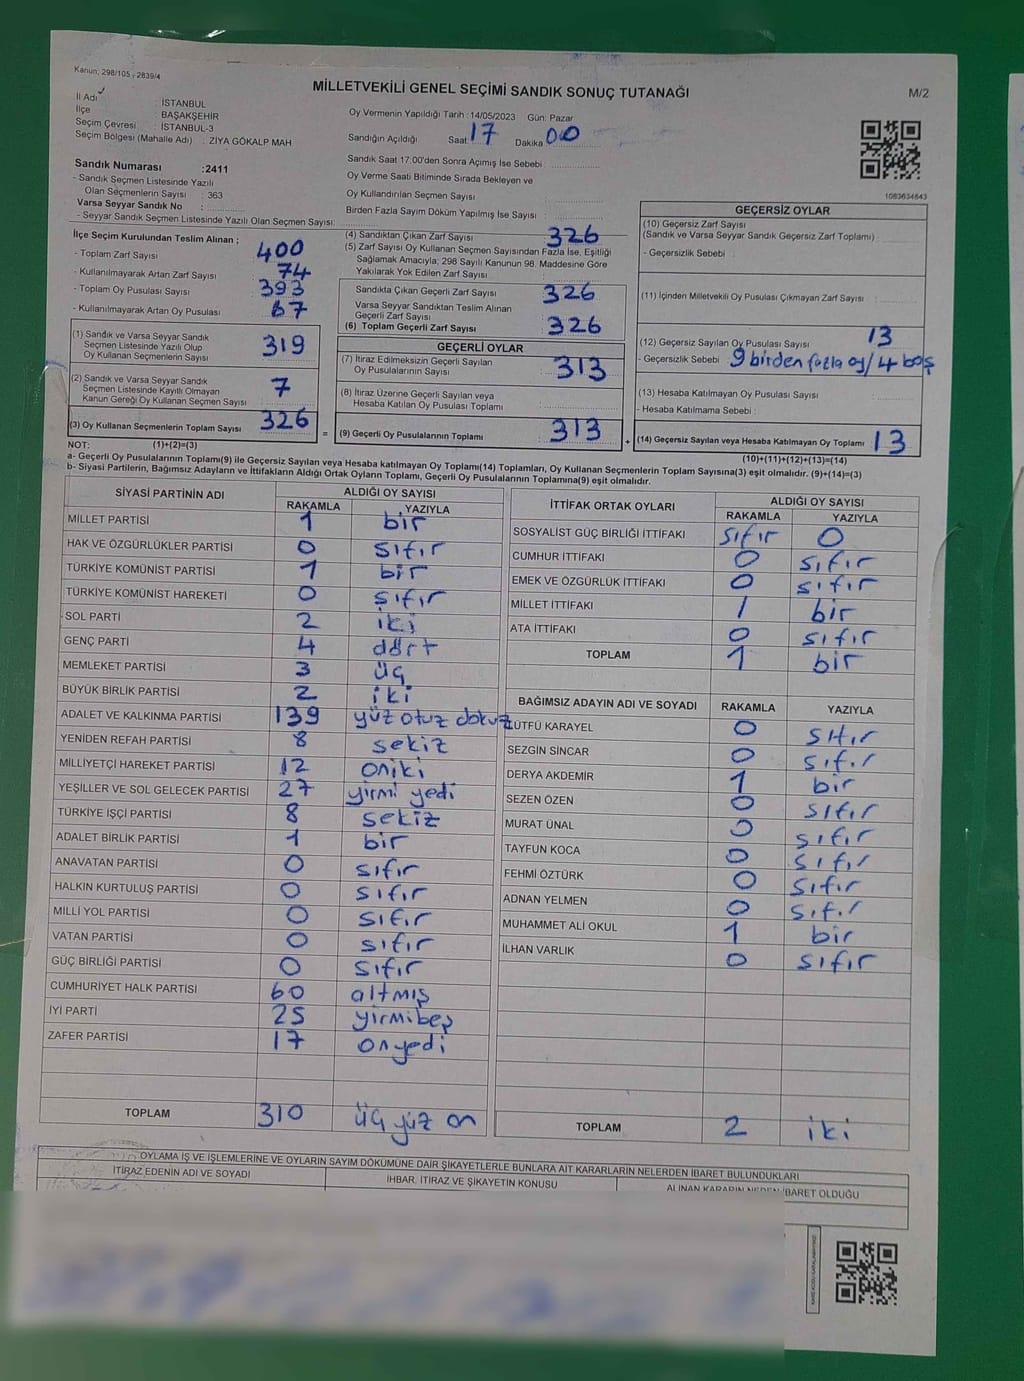 Kanun; 298/105 - 2839/4
MİLLETVEKİLİ GENEL SEÇİMİ SANDIK SONUÇ TUTANAĞI
M/2
İl Adı : İSTANBUL
İlçe : BAŞAKŞEHİR
Seçim Çevresi : İSTANBUL-3
Seçim Bölgesi (Mahalle Adı) : ZIYA GÖKALP MAH
Sandık Numarası :2411
- Sandık Seçmen Listesinde Yazılı
Olan Seçmenlerin Sayısı : 363
Varsa Seyyar Sandık No :
- Seyyar Sandık Seçmen Listesinde Yazılı Olan Seçmen Sayısı:
Oy Vermenin Yapıldığı Tarih : 14/05/2023 Gün: Pazar
Sandığın Açıldığı Saat 17 Dakika 00
Sandık Saat 17:00'den Sonra Açımış İse Sebebi
Oy Verme Saati Bitiminde Sırada Bekleyen ve
Oy Kullandırılan Seçmen Sayısı
Birden Fazla Sayım Döküm Yapılmış İse Sayısı
1083634843
İlçe Seçim Kurulundan Teslim Alınan ;
- Toplam Zarf Sayısı 400
- Kullanılmayarak Artan Zarf Sayısı 74
- Toplam Oy Pusulası Sayısı 393
- Kullanılmayarak Artan Oy Pusulası 67
(1) Sandık ve Varsa Seyyar Sandık
Seçmen Listesinde Yazılı Olup
Oy Kullanan Seçmenlerin Sayısı 319
(2) Sandık ve Varsa Seyyar Sandık
Seçmen Listesinde Kayıtlı Olmayan
Kanun Gereği Oy Kullanan Seçmen Sayısı 7
(3) Oy Kullanan Seçmenlerin Toplam Sayısı 326
(4) Sandıktan Çıkan Zarf Sayısı 326
(5) Zarf Sayısı Oy Kullanan Seçmen Sayısından Fazla İse, Eşitliği
Sağlamak Amacıyla; 298 Sayılı Kanunun 98. Maddesine Göre
Yakılarak Yok Edilen Zarf Sayısı
Sandıkta Çıkan Geçerli Zarf Sayısı 326
Varsa Seyyar Sandıktan Teslim Alınan
Geçerli Zarf Sayısı
(6) Toplam Geçerli Zarf Sayısı 326
GEÇERLİ OYLAR
(7) İtiraz Edilmeksizin Geçerli Sayılan
Oy Pusulalarının Sayısı 313
(8) İtiraz Üzerine Geçerli Sayılan veya
Hesaba Katılan Oy Pusulası Toplamı
= (9) Geçerli Oy Pusulalarının Toplamı 313 +
GEÇERSİZ OYLAR
(10) Geçersiz Zarf Sayısı
(Sandık ve Varsa Seyyar Sandık Geçersiz Zarf Toplamı)
- Geçersizlik Sebebi :
(11) İçinden Milletvekili Oy Pusulası Çıkmayan Zarf Sayısı
(12) Geçersiz Sayılan Oy Pusulası Sayısı 13
- Geçersizlik Sebebi 9 birden fazla oy / 4 boş
(13) Hesaba Katılmayan Oy Pusulası Sayısı
- Hesaba Katılmama Sebebi :
(14) Geçersiz Sayılan veya Hesaba Katılmayan Oy Toplamı 13
(10)+(11)+(12)+(13)=(14)
NOT: (1)+(2)=(3)
a- Geçerli Oy Pusulalarının Toplamı(9) ile Geçersiz Sayılan veya Hesaba katılmayan Oy Toplamı(14) Toplamları, Oy Kullanan Seçmenlerin Toplam Sayısına(3) eşit olmalıdır. (9)+(14)=(3)
b- Siyasi Partilerin, Bağımsız Adayların ve İttifakların Aldığı Ortak Oyların Toplamı, Geçerli Oy Pusulalarının Toplamına(9) eşit olmalıdır.
SİYASİ PARTİNİN ADI ALDIĞI OY SAYISI
RAKAMLA YAZIYLA
MİLLET PARTİSİ 1 bir
HAK VE ÖZGÜRLÜKLER PARTİSİ 0 sıfır
TÜRKİYE KOMÜNİST PARTİSİ 1 bir
TÜRKİYE KOMÜNİST HAREKETİ 0 sıfır
SOL PARTİ 2 iki
GENÇ PARTİ 4 dört
MEMLEKET PARTİSİ 3 üç
BÜYÜK BİRLİK PARTİSİ 2 iki
ADALET VE KALKINMA PARTİSİ 139 yüz otuz dokuz
YENİDEN REFAH PARTİSİ 8 sekiz
MİLLİYETÇİ HAREKET PARTİSİ 12 oniki
YEŞİLLER VE SOL GELECEK PARTİSİ 27 yirmi yedi
TÜRKİYE İŞÇİ PARTİSİ 8 sekiz
ADALET BİRLİK PARTİSİ 1 bir
ANAVATAN PARTİSİ 0 sıfır
HALKIN KURTULUŞ PARTİSİ 0 sıfır
MİLLİ YOL PARTİSİ 0 sıfır
VATAN PARTİSİ 0 sıfır
GÜÇ BİRLİĞİ PARTİSİ 0 sıfır
CUMHURİYET HALK PARTİSİ 60 altmış
İYİ PARTİ 25 yirmibeş
ZAFER PARTİSİ 17 onyedi
TOPLAM 310 üç yüz on
İTTİFAK ORTAK OYLARI ALDIĞI OY SAYISI
RAKAMLA YAZIYLA
SOSYALİST GÜÇ BİRLİĞİ İTTİFAKI sıfır 0
CUMHUR İTTİFAKI 0 sıfır
EMEK VE ÖZGÜRLÜK İTTİFAKI 0 sıfır
MİLLET İTTİFAKI 1 bir
ATA İTTİFAKI 0 sıfır
TOPLAM 1 bir
BAĞIMSIZ ADAYIN ADI VE SOYADI RAKAMLA YAZIYLA
LÜTFÜ KARAYEL 0 sıfır
SEZGİN SİNCAR 0 sıfır
DERYA AKDEMİR 1 bir
SEZEN ÖZEN 0 sıfır
MURAT ÜNAL 0 sıfır
TAYFUN KOCA 0 sıfır
FEHMİ ÖZTÜRK 0 sıfır
ADNAN YELMEN 0 sıfır
MUHAMMET ALİ OKUL 1 bir
İLHAN VARLIK 0 sıfır
TOPLAM 2 iki
OYLAMA İŞ VE İŞLEMLERİNE VE OYLARIN SAYIM DÖKÜMÜNE DAİR ŞİKAYETLERLE BUNLARA AİT KARARLARIN NELERDEN İBARET BULUNDUKLARI
İTİRAZ EDENİN ADI VE SOYADI İHBAR, İTİRAZ VE ŞİKAYETİN KONUSU ALINAN KARARIN NEDEN İBARET OLDUĞU